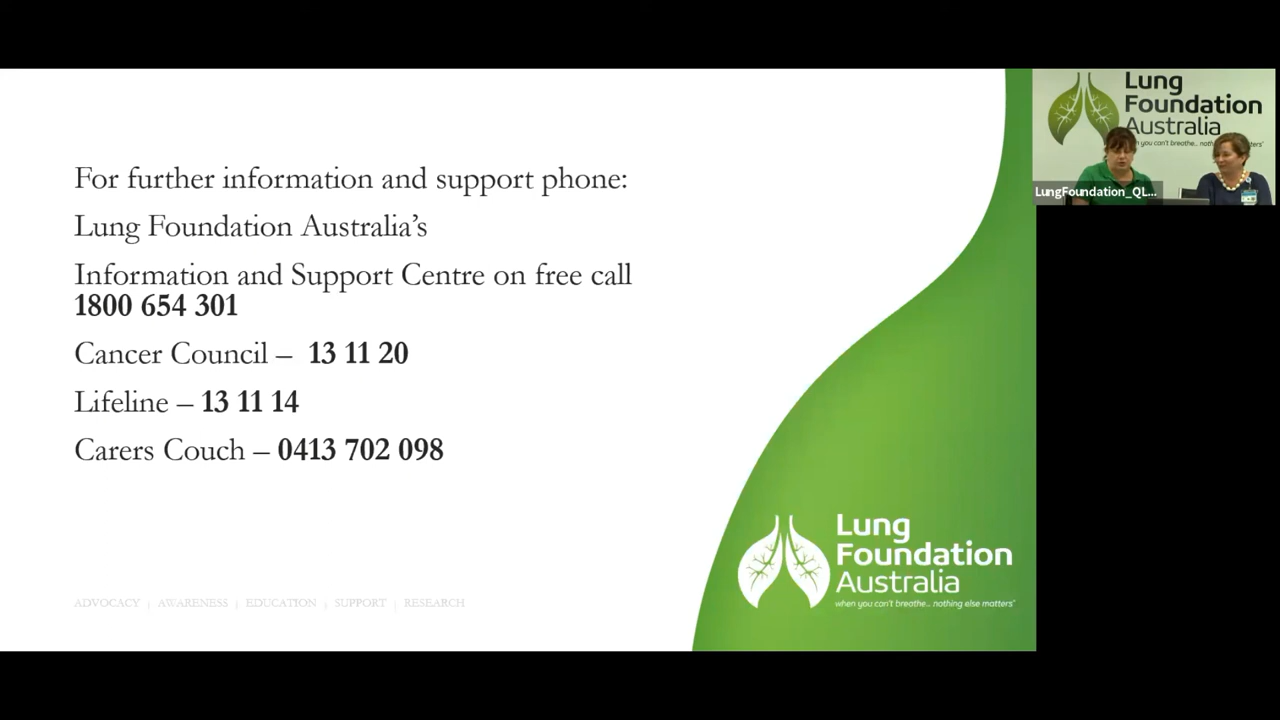 For further information and support phone:
Lung Foundation Australia's
Information and Support Centre on free call
1800 654 301
Cancer Council – 13 11 20
Lifeline – 13 11 14
Carers Couch – 0413 702 098
ADVOCACY | AWARENESS | EDUCATION | SUPPORT | RESEARCH
Lung
Foundation
Australia
when you can't breathe... nothing else matters"
Lung
Foundation
Australia
LungFoundation_QL...